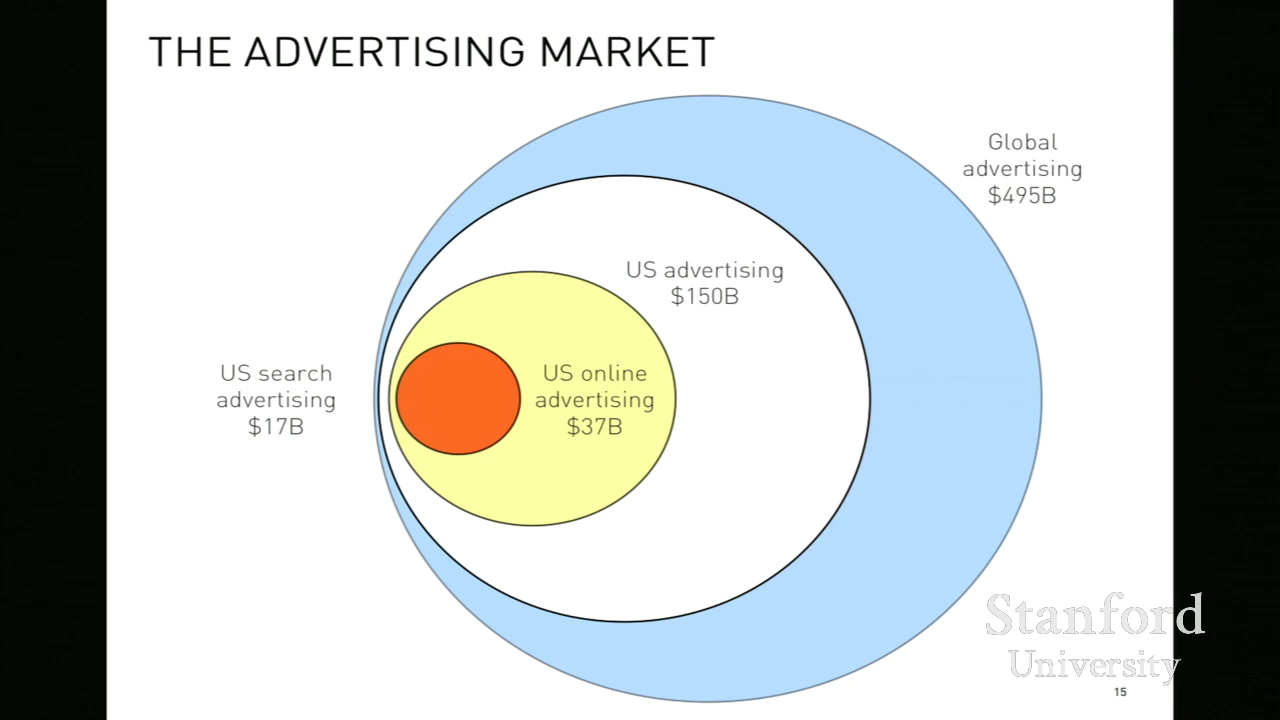 THE ADVERTISING MARKET
Global
advertising
$495B
US advertising
$150B
US search
advertising
$17B
US online
advertising
$37B
Stanford
University
15